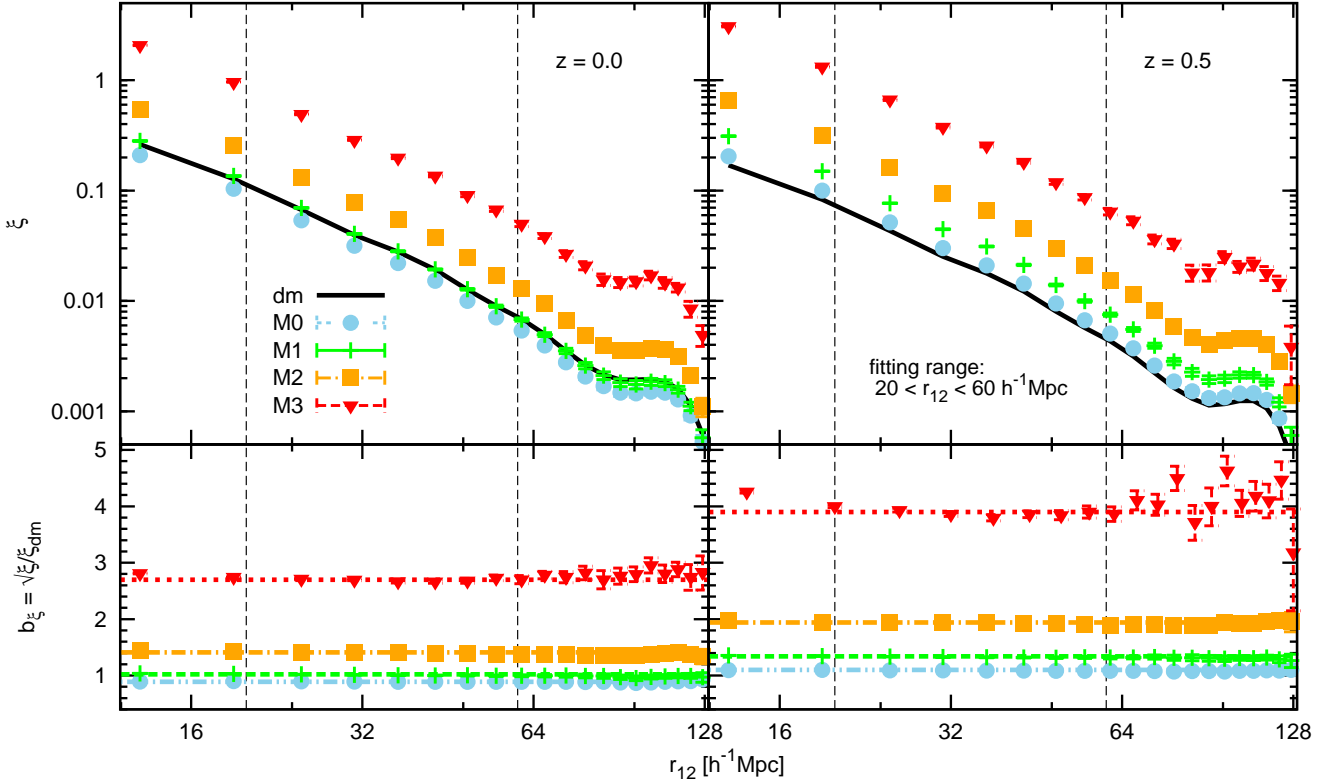 z = 0.0
z = 0.5
1
0.1
ξ
0.01
0.001
dm
M0
M1
M2
M3
fitting range:
20 < r12 < 60 h-1Mpc
5
4
3
2
1
bξ = √ξ/ξdm
16
32
64
128
16
32
64
128
r12 [h-1Mpc]